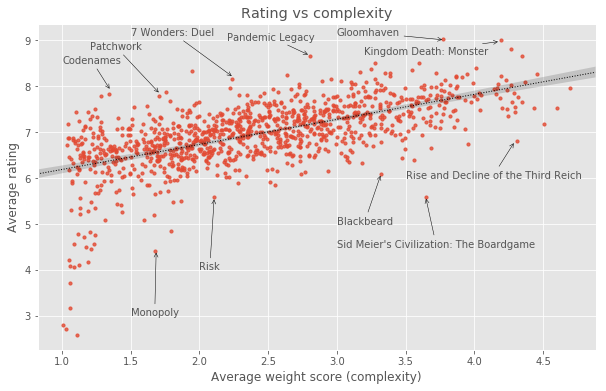 Rating vs complexity
7 Wonders: Duel
Gloomhaven
Pandemic Legacy
Patchwork
Kingdom Death: Monster
Codenames
Rise and Decline of the Third Reich
Blackbeard
Sid Meier's Civilization: The Boardgame
Risk
Monopoly
Average rating
9
8
7
6
5
4
3
1.0 1.5 2.0 2.5 3.0 3.5 4.0 4.5
Average weight score (complexity)